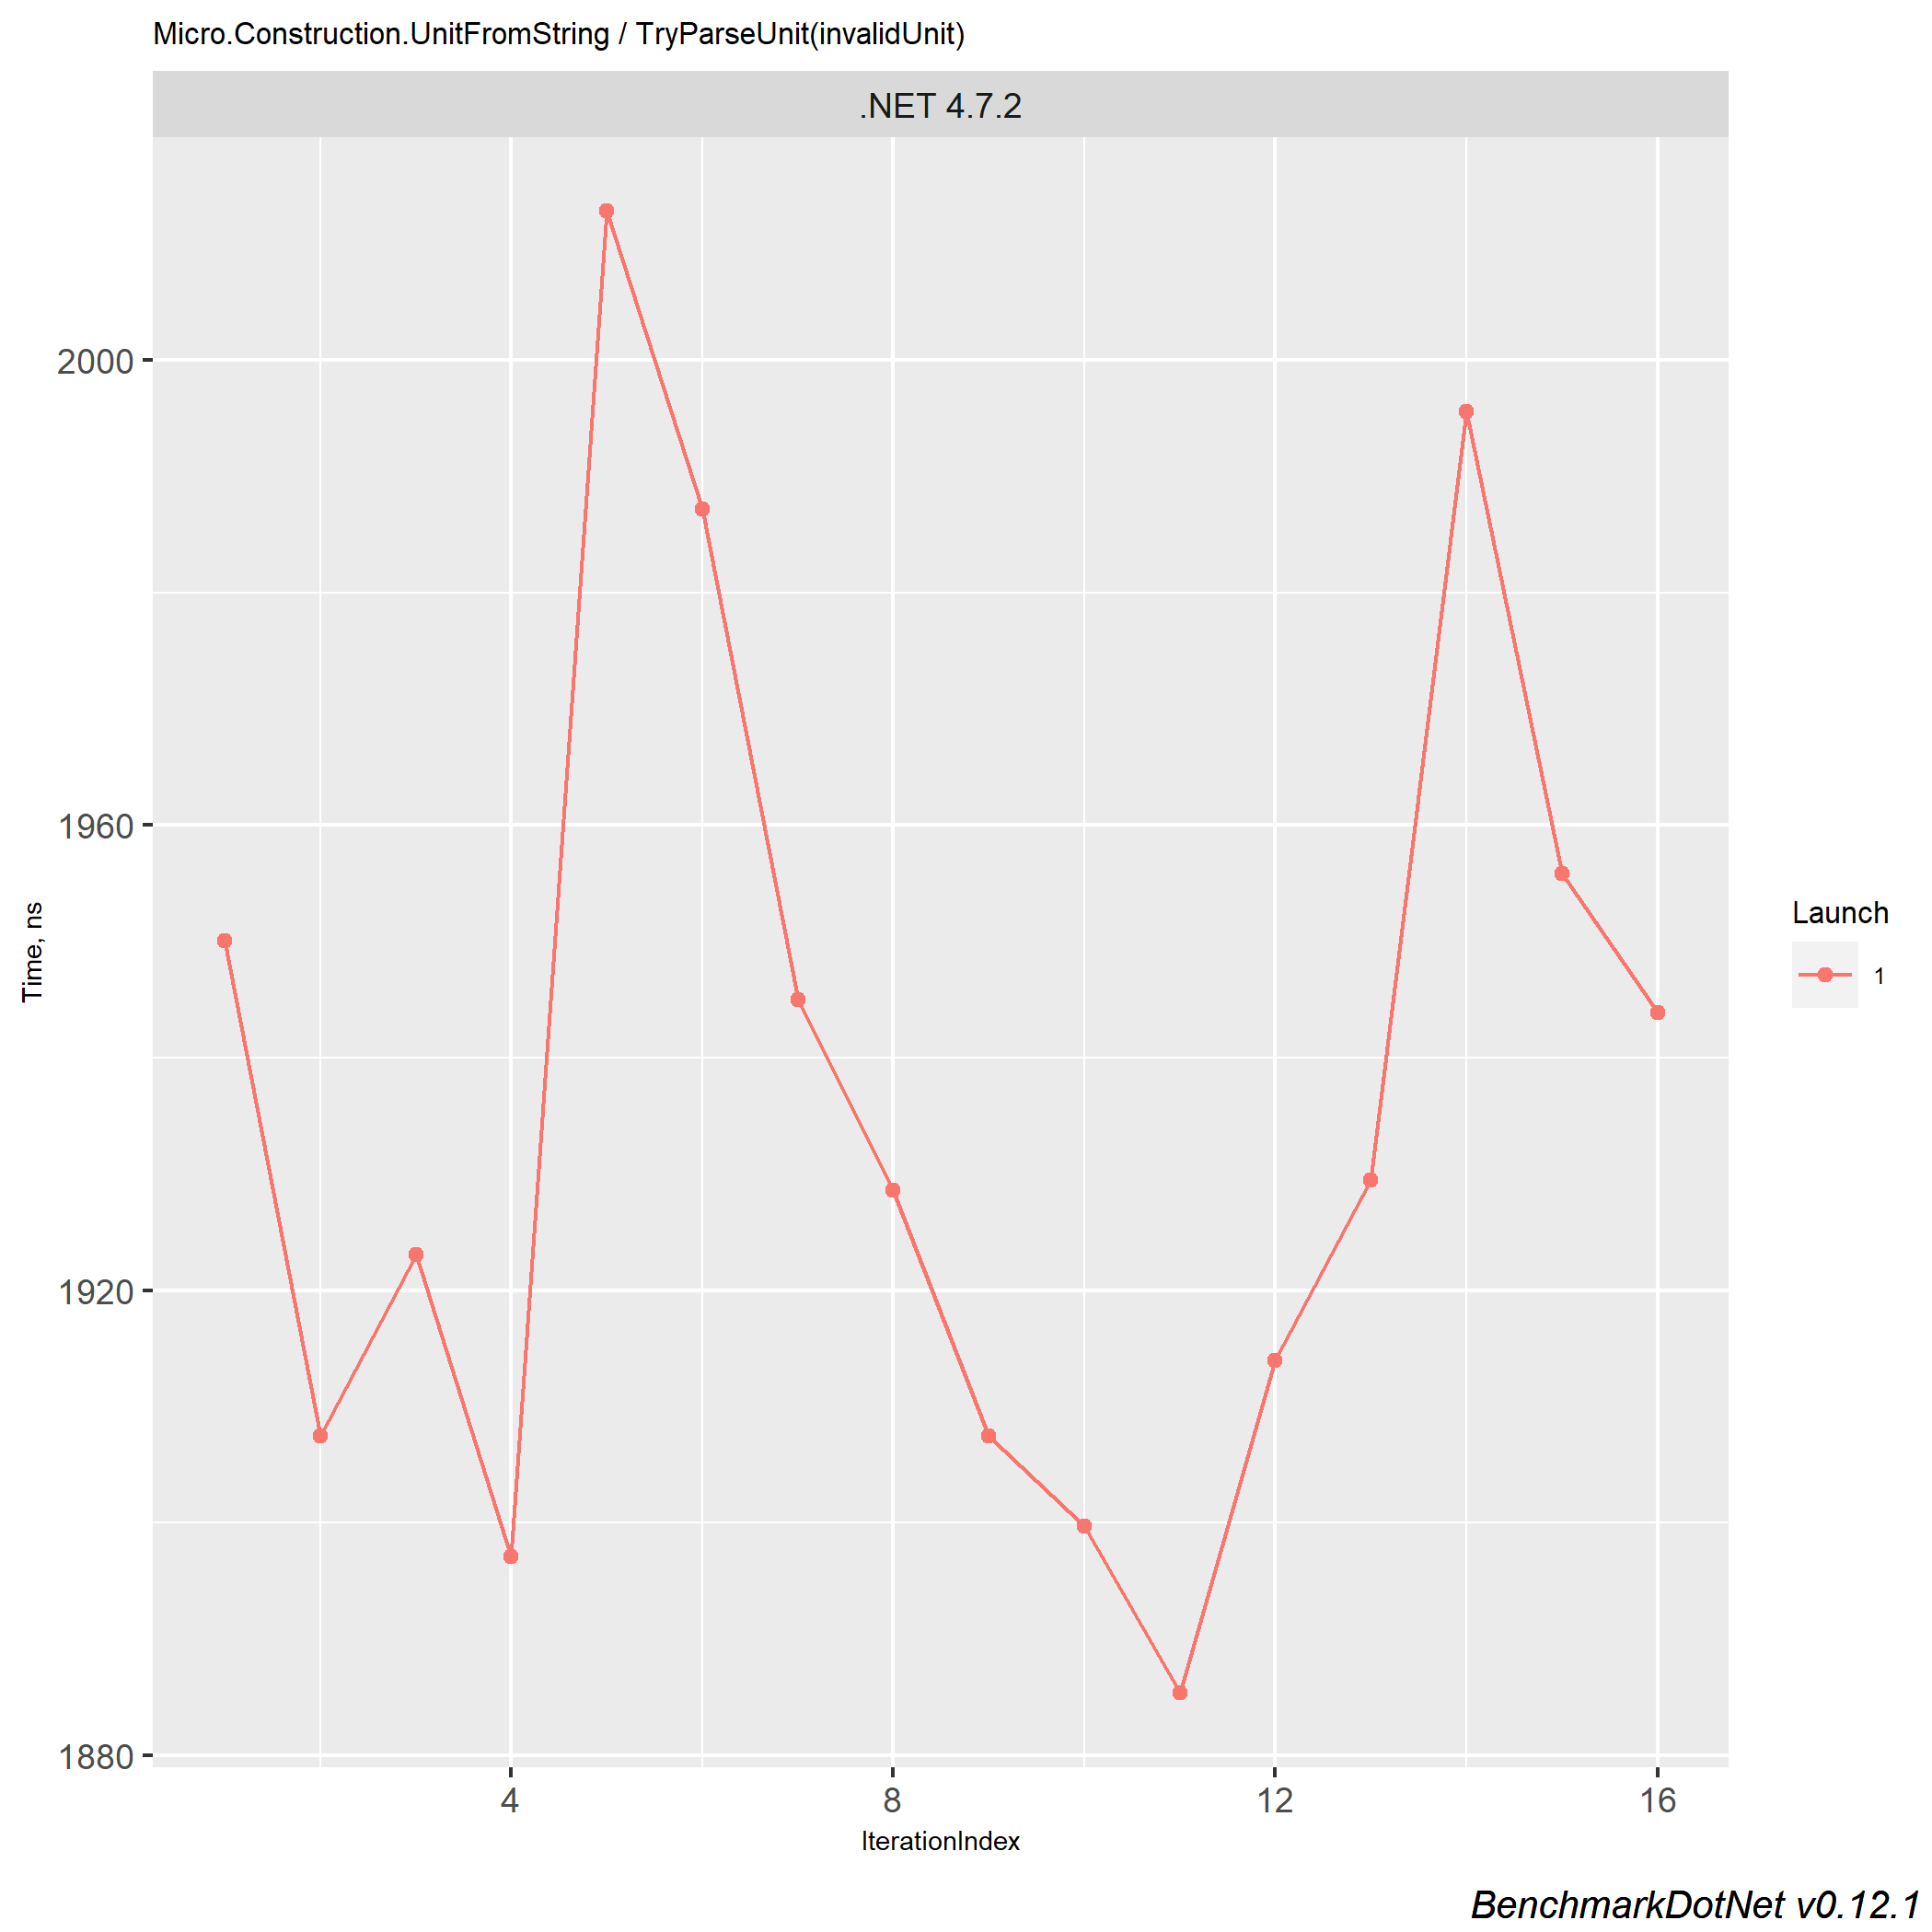 Micro.Construction.UnitFromString / TryParseUnit(invalidUnit)
.NET 4.7.2
2000
1960
1920
1880
Time, ns
4 8 12 16
IterationIndex
Launch
1
BenchmarkDotNet v0.12.1